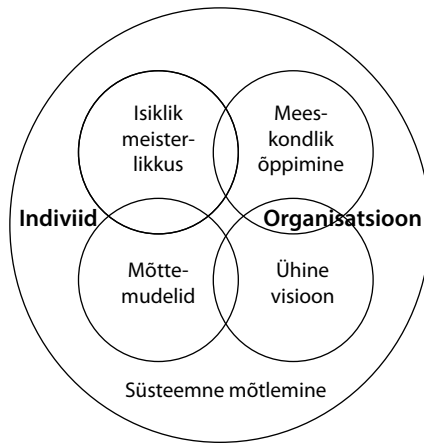 Isiklik
meister-
likkus
Mees-
kondlik
õppimine
Indiviid
Organisatsioon
Mõtte-
mudelid
Ühine
visioon
Süsteemne mõtlemine